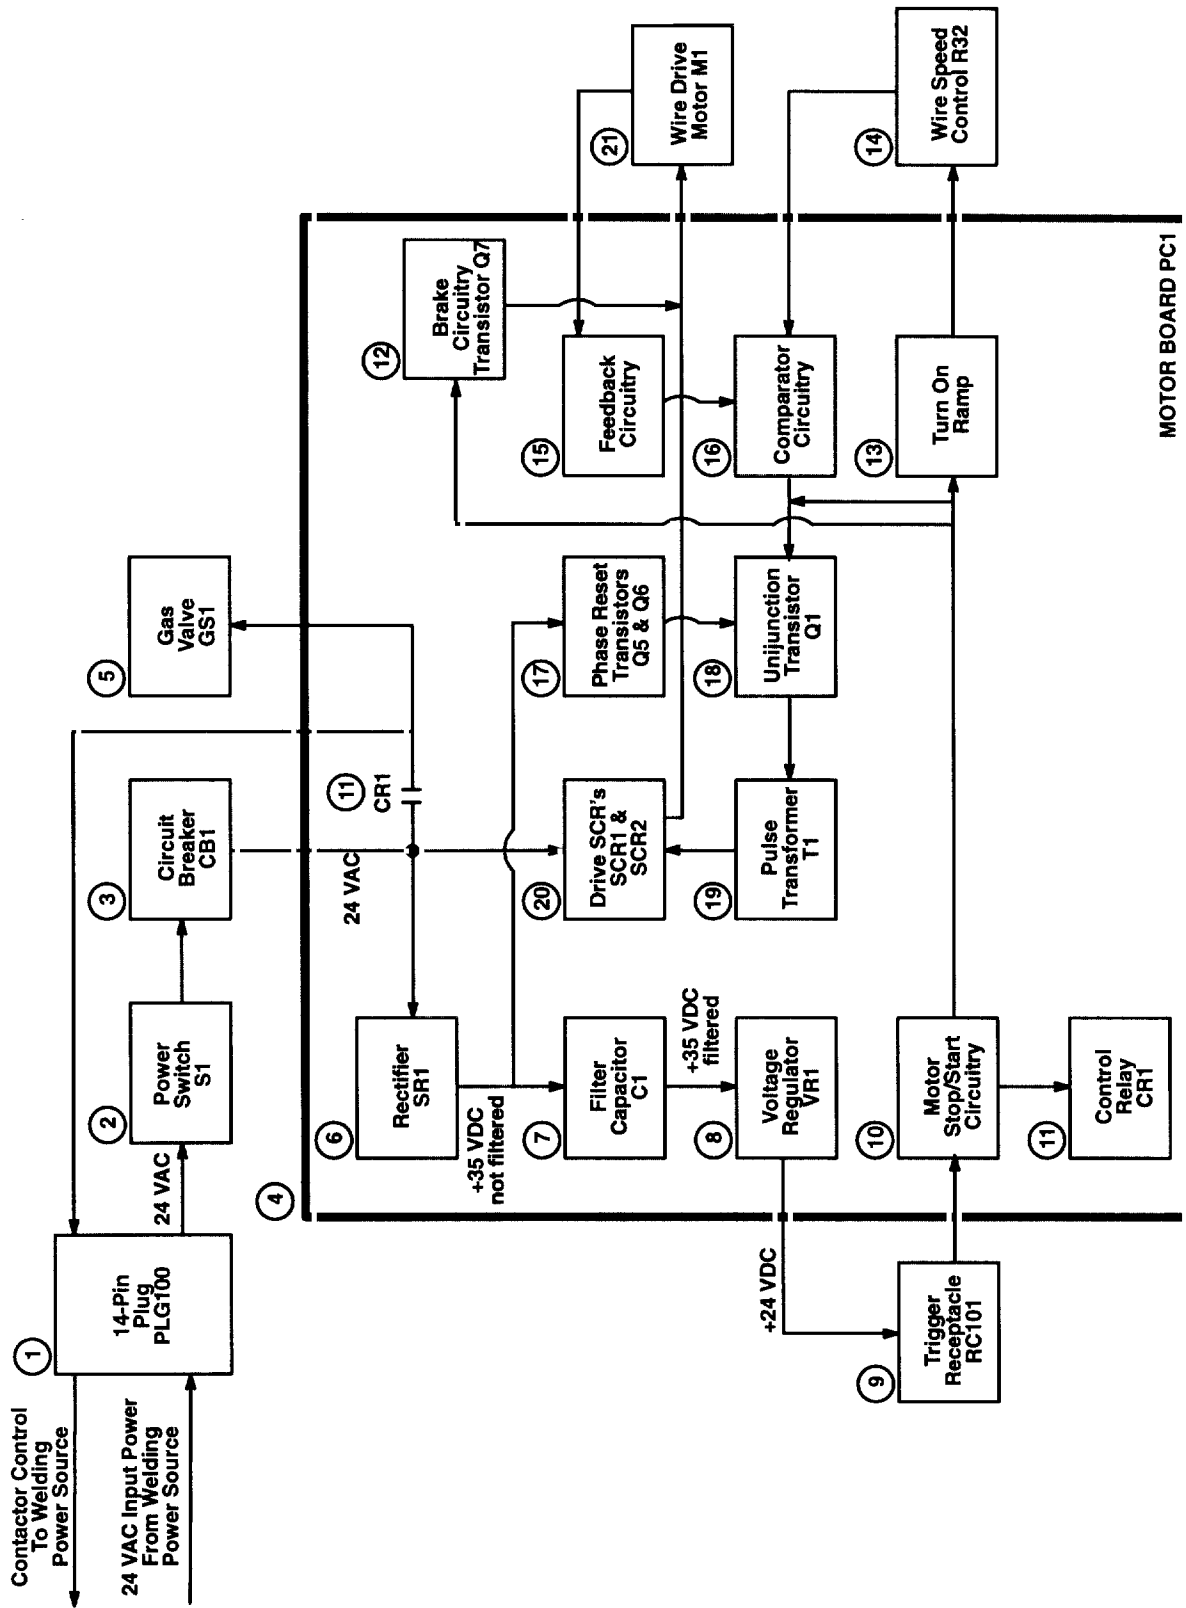 Contactor Control
To Welding
Power Source
24 VAC Input Power
From Welding
Power Source
1
14-Pin
Plug
PLG100
24 VAC
2
Power
Switch
S1
3
Circuit
Breaker
CB1
5
Gas
Valve
GS1
4
24 VAC
11
CR1
6
Rectifier
SR1
+35 VDC
not filtered
12
Brake
Circuitry
Transistor Q7
7
Filter
Capacitor
C1
+35 VDC
filtered
20
Drive SCR's
SCR1 &
SCR2
17
Phase Reset
Transistors
Q5 & Q6
15
Feedback
Circuitry
21
Wire Drive
Motor M1
8
Voltage
Regulator
VR1
+24 VDC
19
Pulse
Transformer
T1
18
Unijunction
Transistor
Q1
16
Comparator
Circuitry
9
Trigger
Receptacle
RC101
10
Motor
Stop/Start
Circuitry
13
Turn On
Ramp
14
Wire Speed
Control R32
11
Control
Relay
CR1
MOTOR BOARD PC1